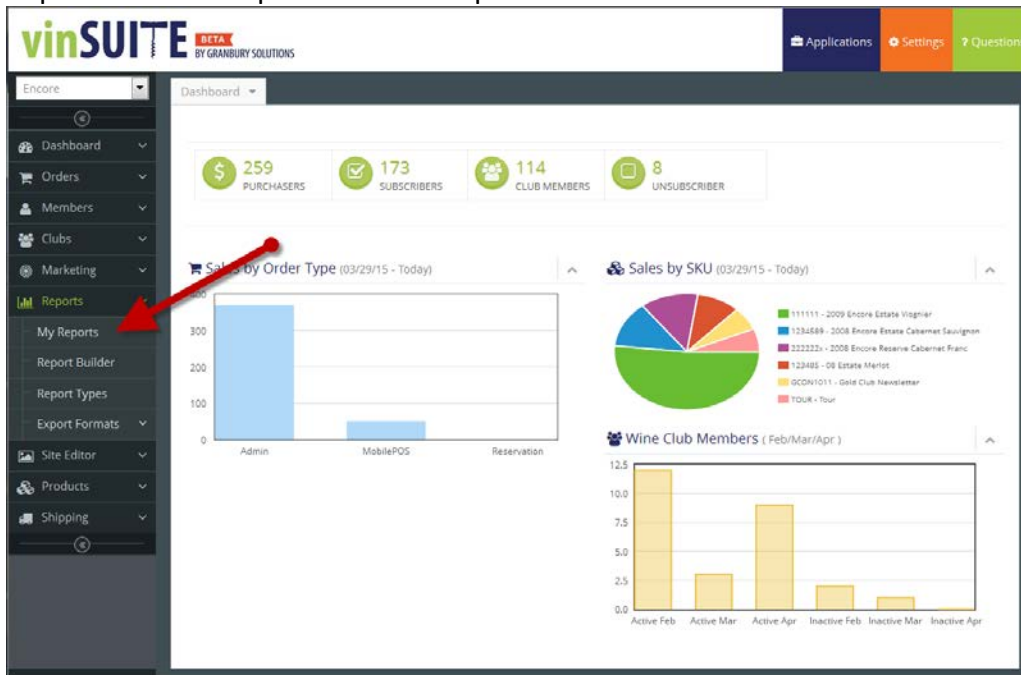 vinSUITE BETA
BY GRANBURY SOLUTIONS
Applications
Settings
? Question
Encore
Dashboard
Orders
Members
Clubs
Marketing
Reports
My Reports
Report Builder
Report Types
Export Formats
Site Editor
Products
Shipping
Dashboard
259
PURCHASERS
173
SUBSCRIBERS
114
CLUB MEMBERS
8
UNSUBSCRIBER
Sales by Order Type (03/29/15 - Today)
400
300
200
100
0
Admin MobilePOS Reservation
Sales by SKU (03/29/15 - Today)
111111 - 2009 Encore Estate Viognier
1234589 - 2008 Encore Estate Cabernet Sauvignon
222222x - 2008 Encore Reserve Cabernet Franc
123485 - 08 Estate Merlot
GCDN1011 - Gold Club Newsletter
TOUR - Tour
Wine Club Members ( Feb/Mar/Apr )
12.5
10.0
7.5
5.0
2.5
0.0
Active Feb Active Mar Active Apr Inactive Feb Inactive Mar Inactive Apr